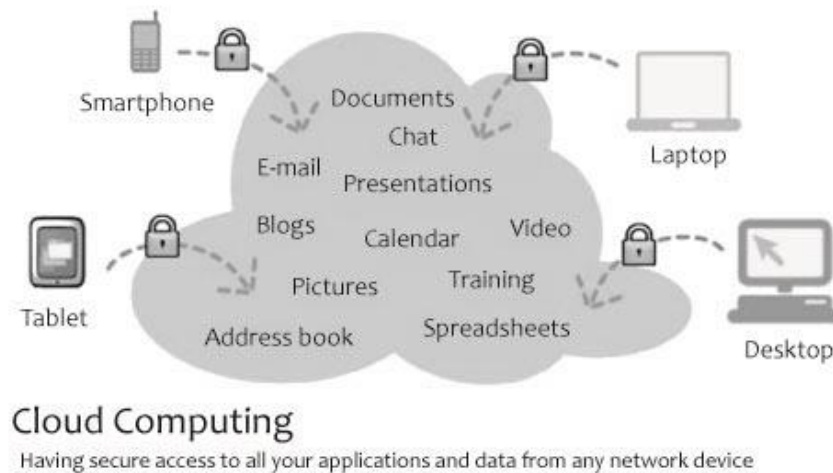 Smartphone
Documents
Chat
E-mail
Presentations
Laptop
Blogs
Calendar
Video
Tablet
Pictures
Training
Address book
Spreadsheets
Desktop
Cloud Computing
Having secure access to all your applications and data from any network device